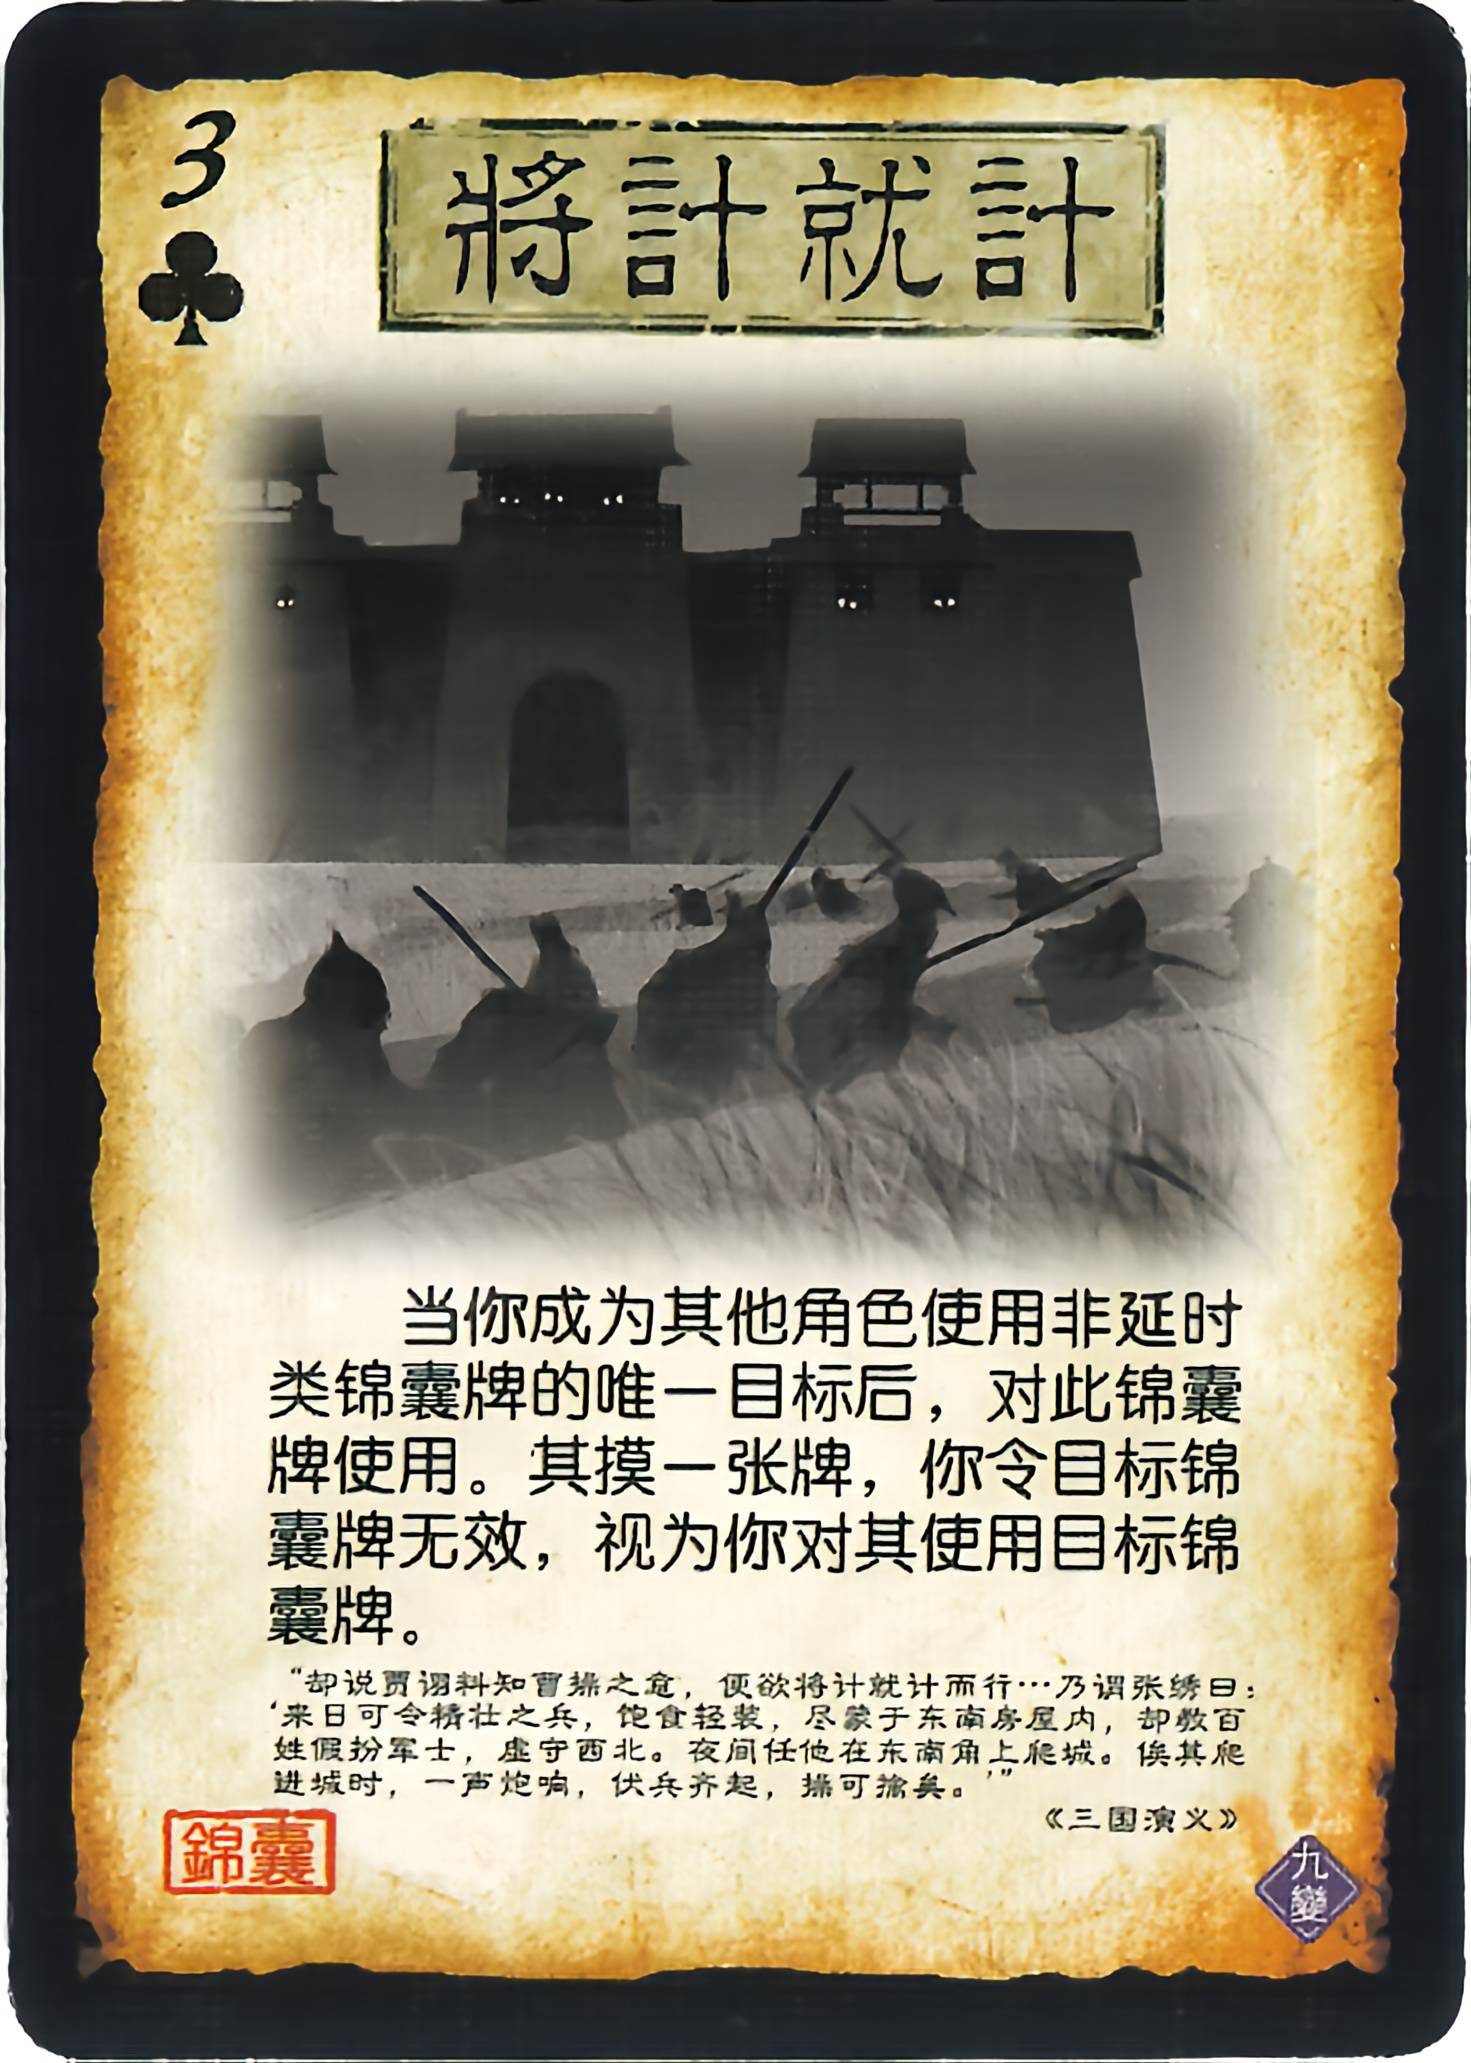 3
將計就計
当你成为其他角色使用非延时
类锦囊牌的唯一目标后，对此锦囊
牌使用。其摸一张牌，你令目标锦
囊牌无效，视为你对其使用目标锦
囊牌。
“却说贾诩料知曹操之意，便欲将计就计而行…乃谓张绣曰：
‘来日可令精壮之兵，饱食轻装，尽藏于东南房屋内，却教百
姓假扮军士，虚守西北。夜间任他在东南角上爬城。俟其爬
进城时，一声炮响，伏兵齐起，操可擒矣。’”
《三国演义》
錦囊
九變